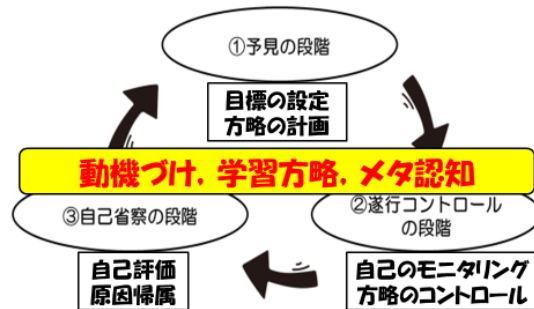 ①予見の段階
目標の設定
方略の計画
動機づけ，学習方略，メタ認知
③自己省察の段階
②遂行コントロール
の段階
自己評価
原因帰属
自己のモニタリング
方略のコントロール